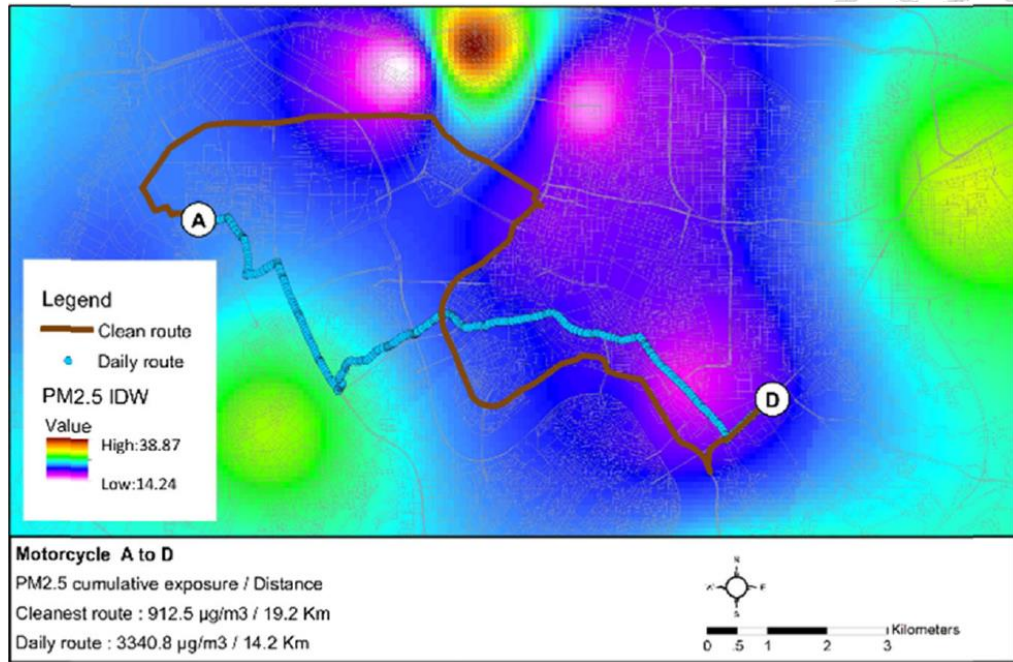 A
D
Legend
Clean route
Daily route
PM2.5 IDW
Value
High:38.87
Low:14.24
Motorcycle A to D
PM2.5 cumulative exposure / Distance
Cleanest route : 912.5 µg/m3 / 19.2 Km
Daily route : 3340.8 µg/m3 / 14.2 Km
N
S
Kilometers
0 .5 1 2 3